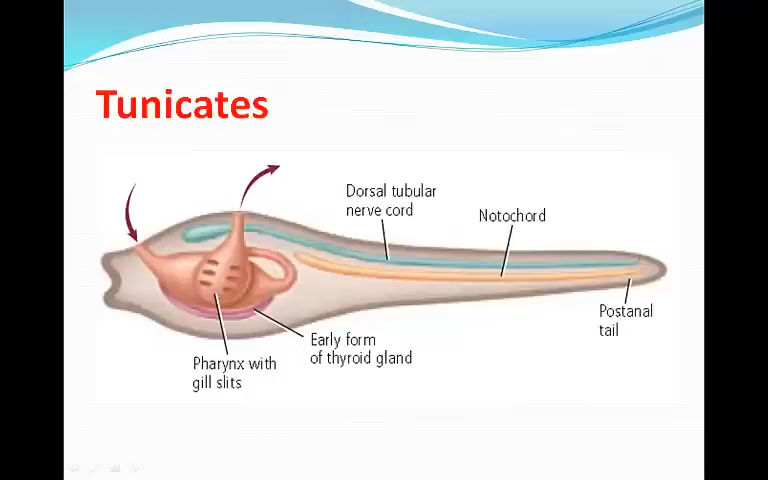 Tunicates
Dorsal tubular
nerve cord
Notochord
Postanal
tail
Early form
of thyroid gland
Pharynx with
gill slits